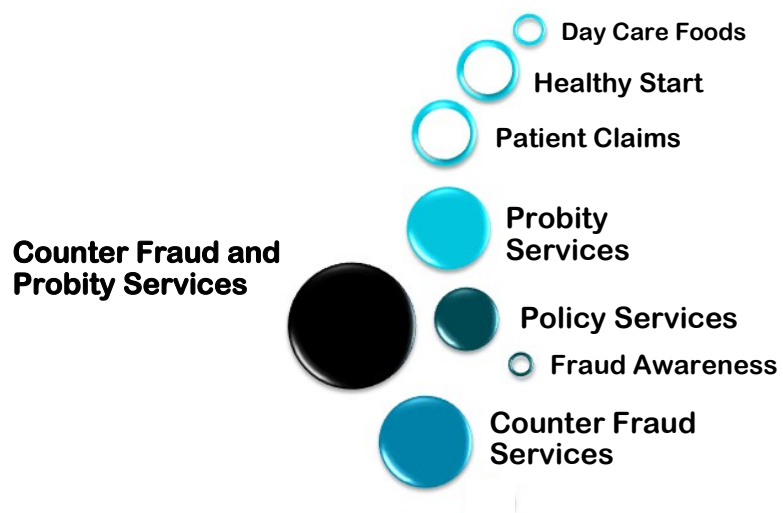 Day Care Foods
Healthy Start
Patient Claims
Probity
Services
Counter Fraud and
Probity Services
Policy Services
Fraud Awareness
Counter Fraud
Services